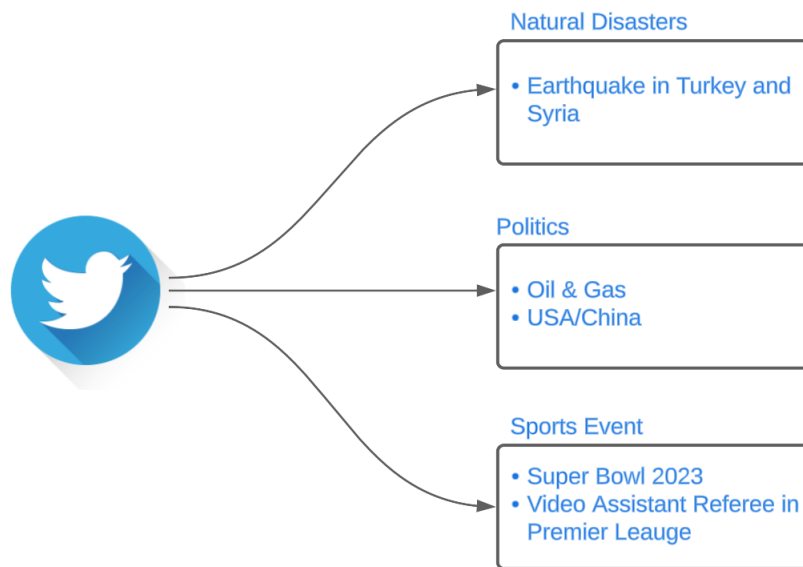 Natural Disasters
• Earthquake in Turkey and
Syria
Politics
• Oil & Gas
• USA/China
Sports Event
• Super Bowl 2023
• Video Assistant Referee in
Premier Leauge